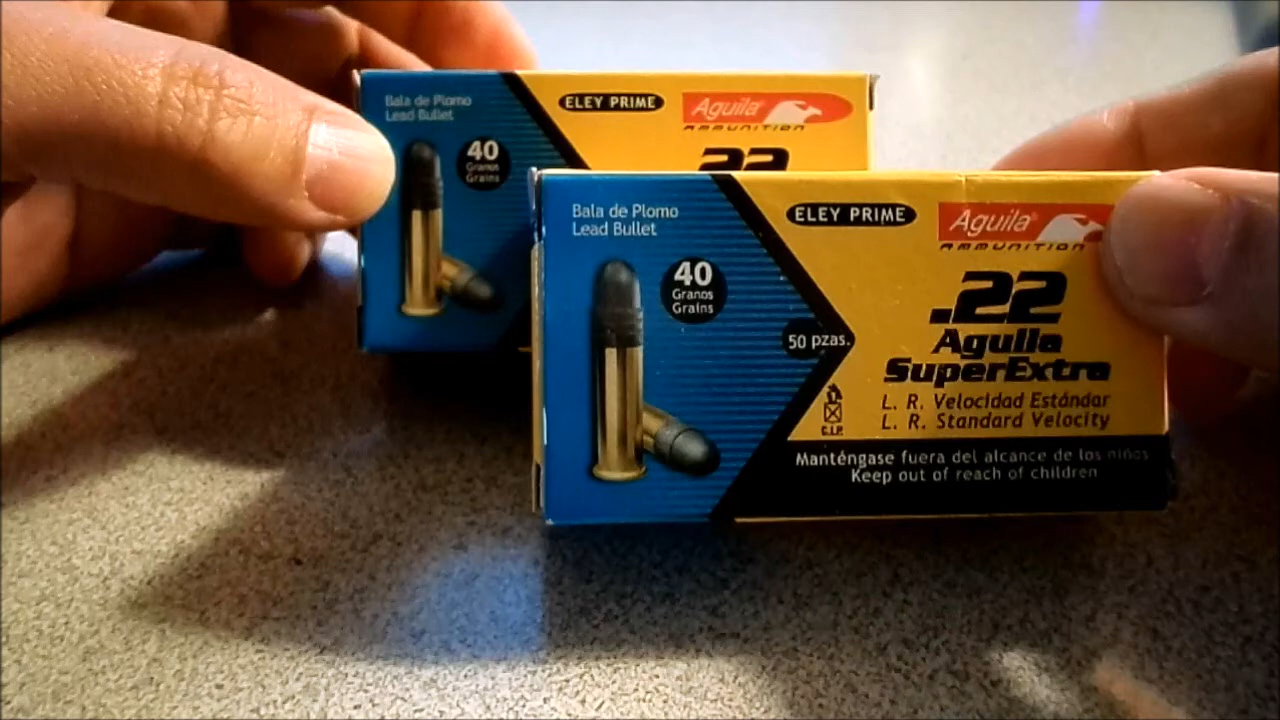 Bala de Plomo
Lead Bullet
40
Granos
Grains
ELEY PRIME
Aguila®
AMMUNITION
.22
Bala de Plomo
Lead Bullet
40
Granos
Grains
50 pzas.
ELEY PRIME
Aguila®
AMMUNITION
.22
Aguila
SuperExtra
L. R. Velocidad Estándar
L. R. Standard Velocity
C.I.P.
Manténgase fuera del alcance de los niños
Keep out of reach of children